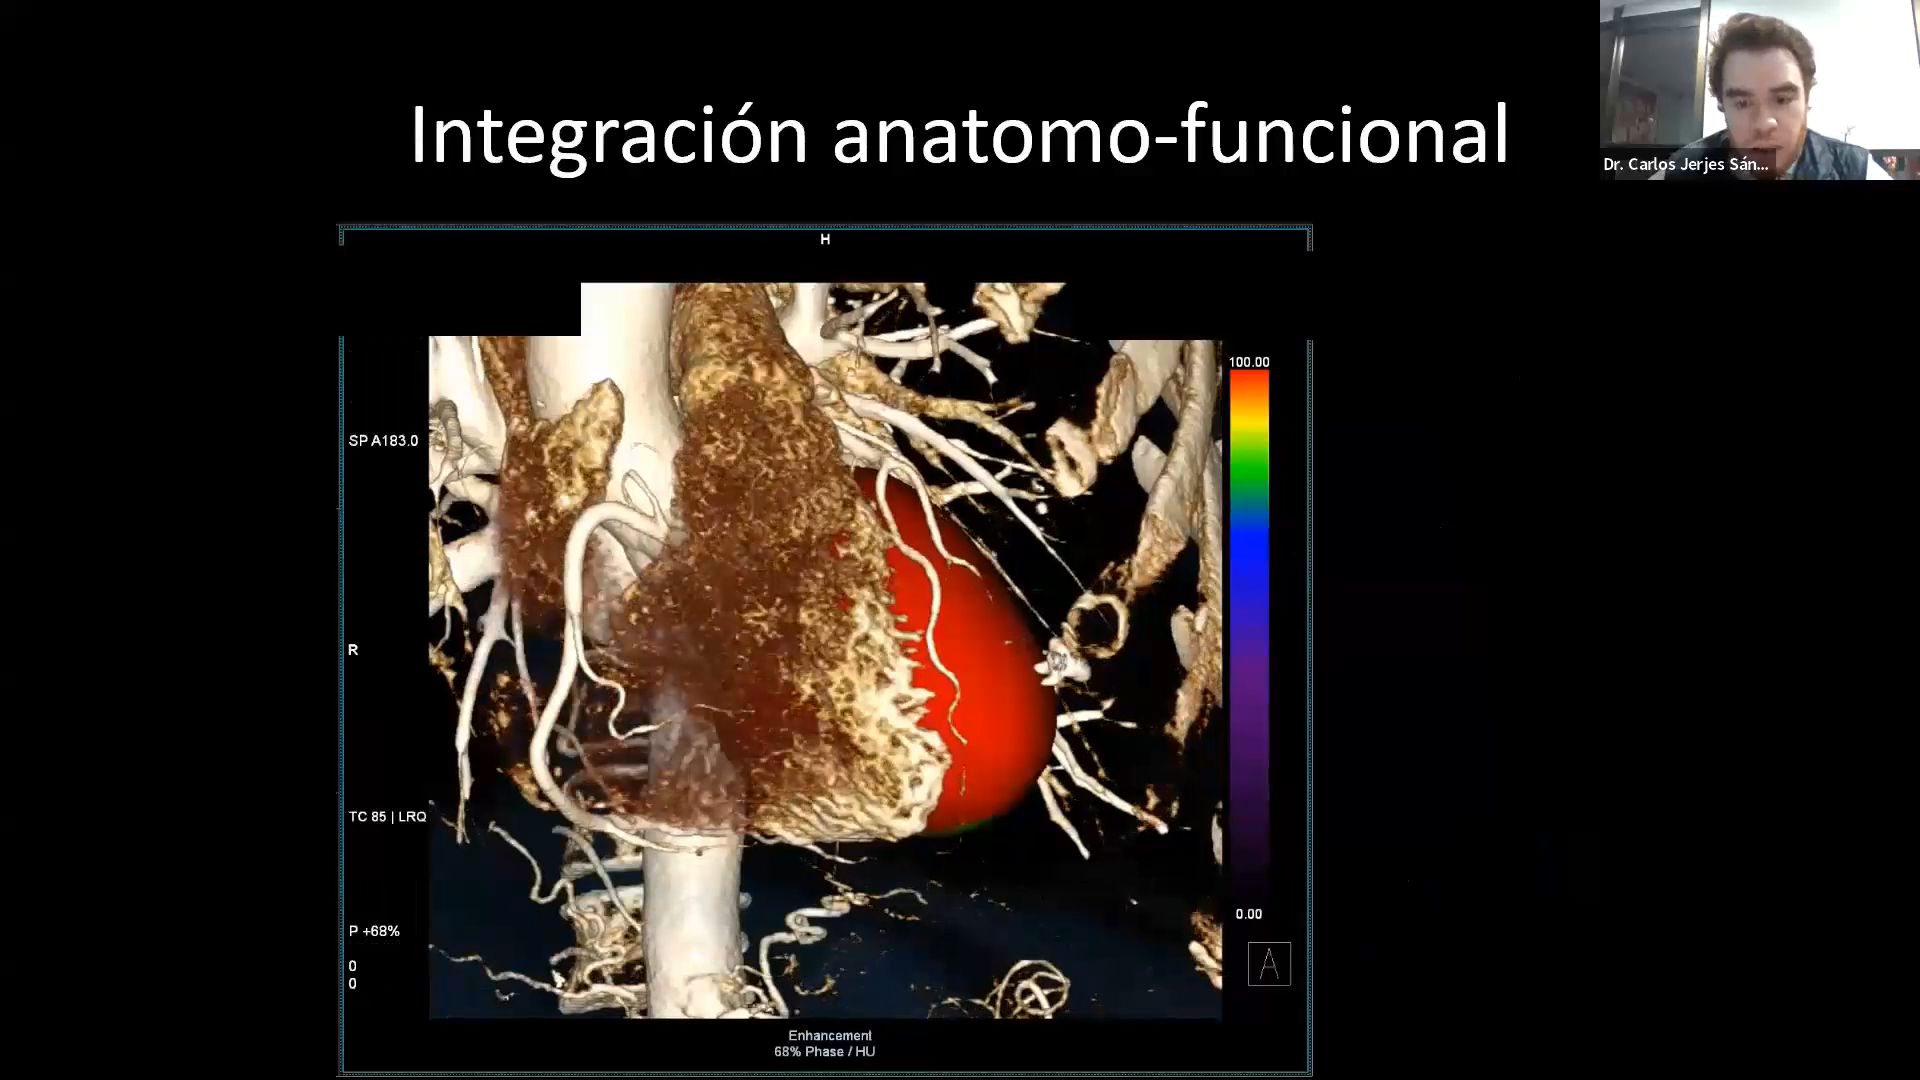 Integración anatomo-funcional
Dr. Carlos Jerjes Sán...
H
100.00
SP A183.0
R
TC 85 | LRQ
0.00
P +68%
0
0
A
Enhancement
68% Phase / HU